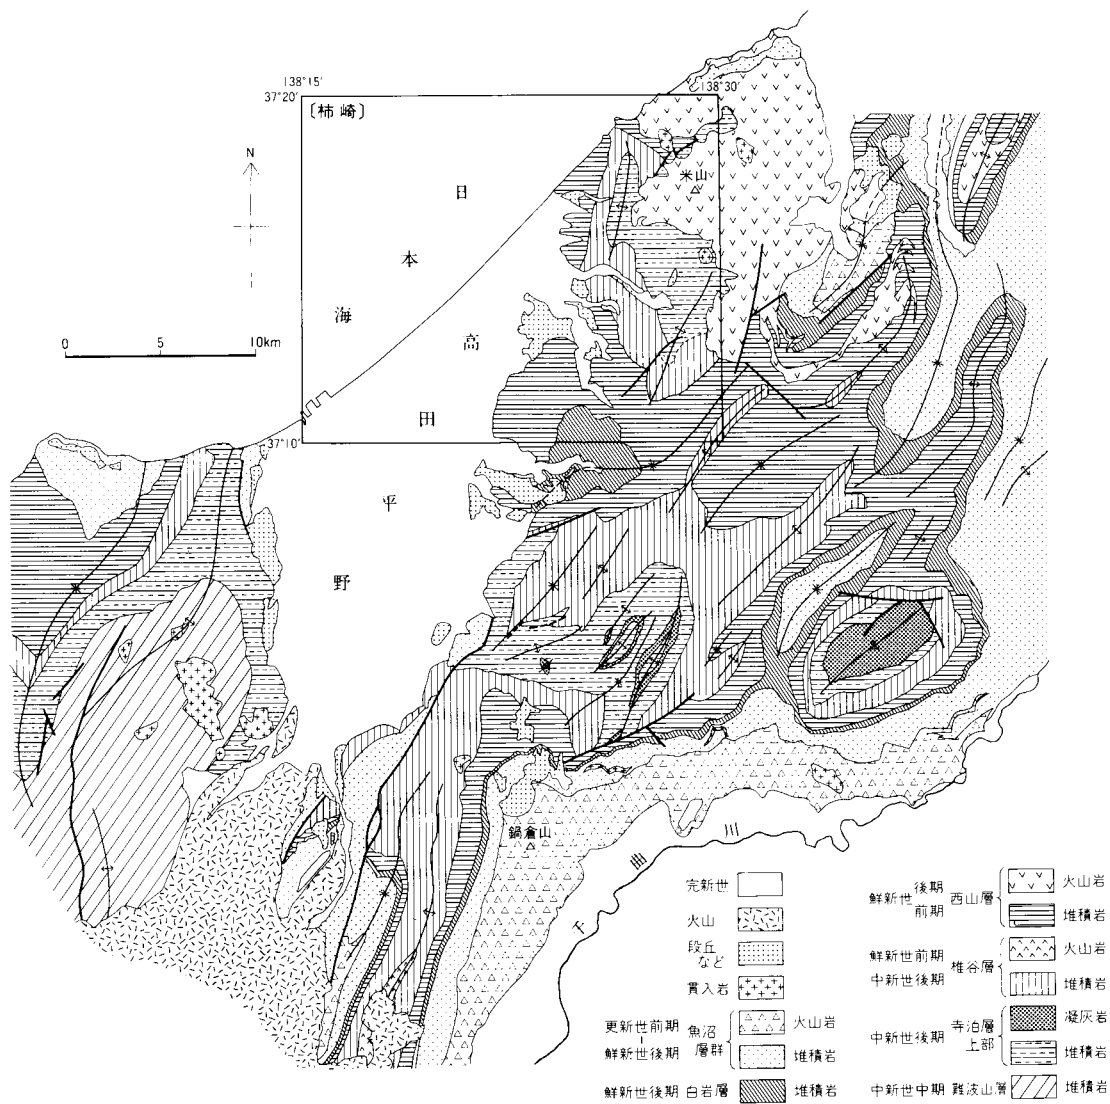 138°15′
138°30′
37°20′
〔柿崎〕
N
日本海
米山
高田平野
0 5 10km
37°10′
鍋倉山
千曲川
完新世
火山
段丘など
貫入岩
更新世前期
|
鮮新世後期
魚沼層群
火山岩
堆積岩
鮮新世後期 白岩層 堆積岩
鮮新世後期
前期
西山層
火山岩
堆積岩
鮮新世前期
中新世後期
椎谷層
火山岩
堆積岩
中新世後期
寺泊層上部
凝灰岩
堆積岩
中新世中期 難波山層 堆積岩